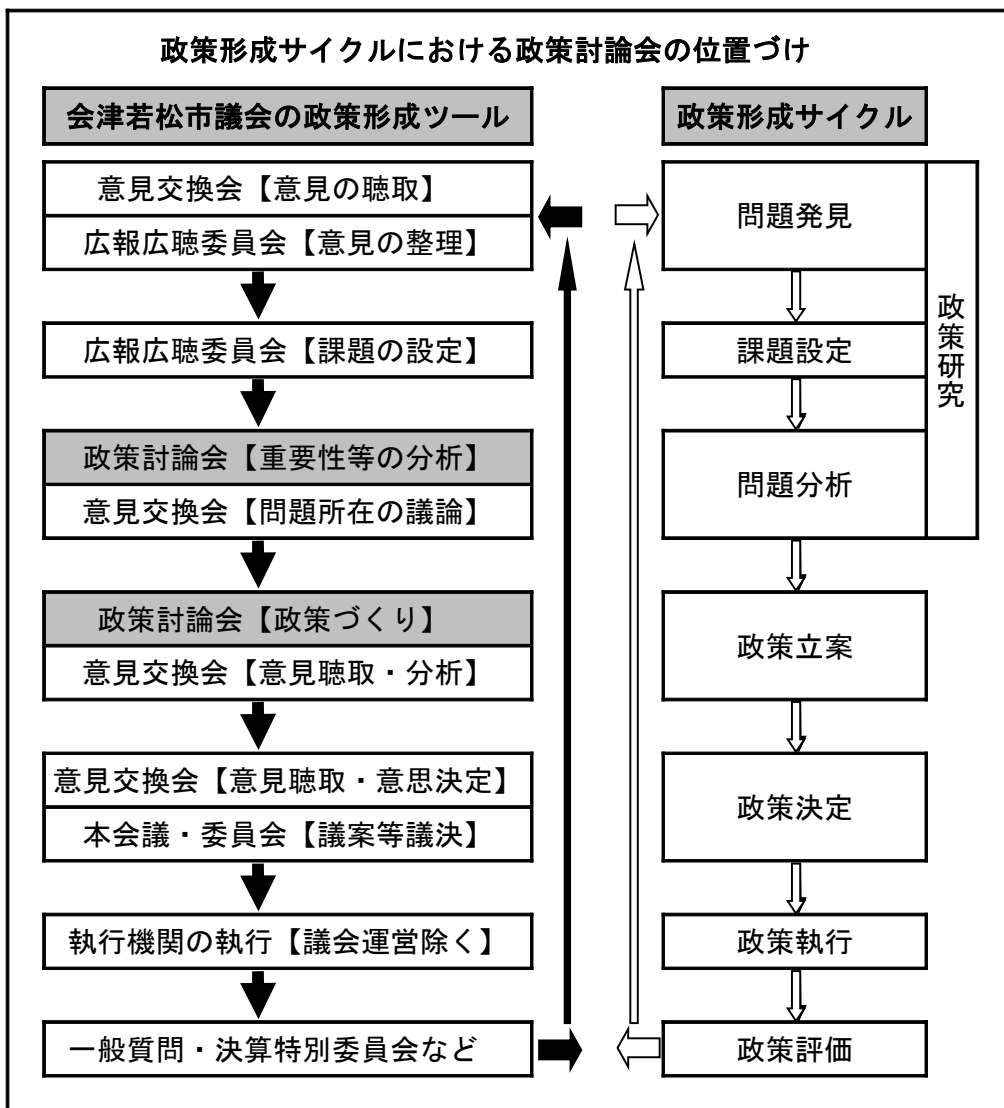 政策形成サイクルにおける政策討論会の位置づけ
会津若松市議会の政策形成ツール
意見交換会【意見の聴取】
広報広聴委員会【意見の整理】
広報広聴委員会【課題の設定】
政策討論会【重要性等の分析】
意見交換会【問題所在の議論】
政策討論会【政策づくり】
意見交換会【意見聴取・分析】
意見交換会【意見聴取・意思決定】
本会議・委員会【議案等議決】
執行機関の執行【議会運営除く】
一般質問・決算特別委員会など
政策形成サイクル
問題発見
課題設定
問題分析
政策研究
政策立案
政策決定
政策執行
政策評価